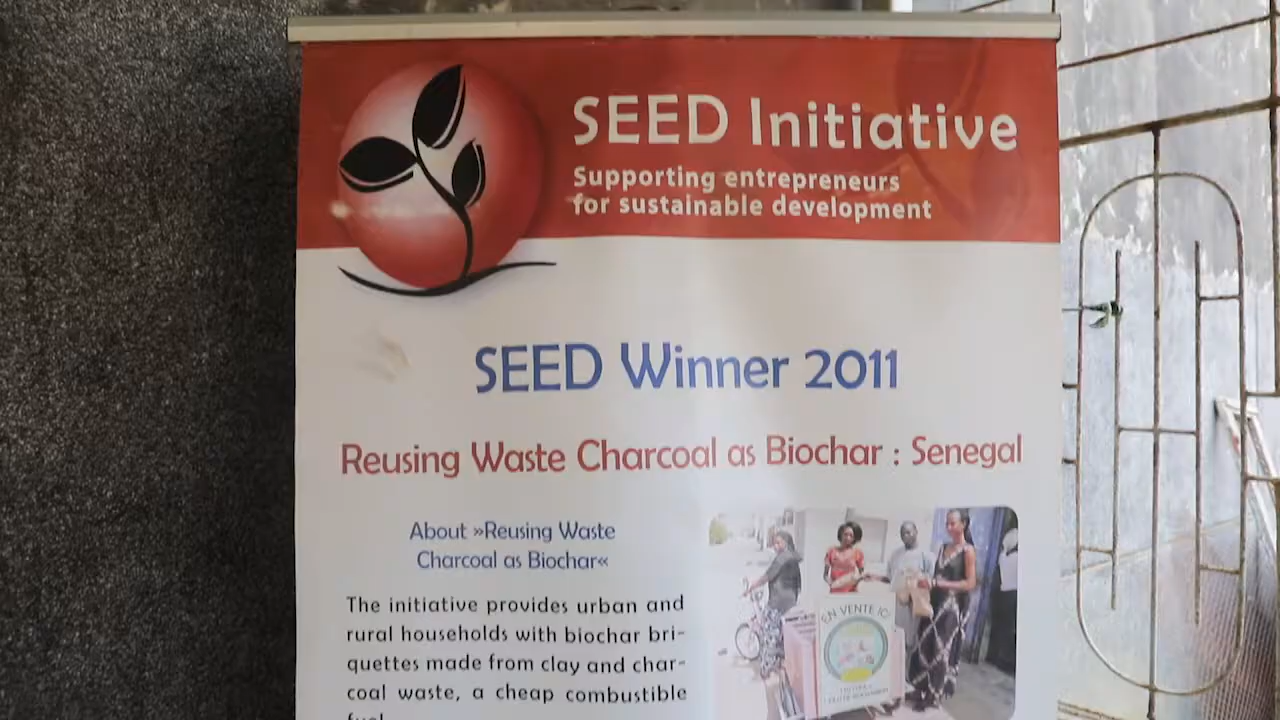 SEED Initiative
Supporting entrepreneurs
for sustainable development
SEED Winner 2011
Reusing Waste Charcoal as Biochar : Senegal
About »Reusing Waste
Charcoal as Biochar«
The initiative provides urban and
rural households with biochar bri-
quettes made from clay and char-
coal waste, a cheap combustible
fuel
EN VENTE ICI